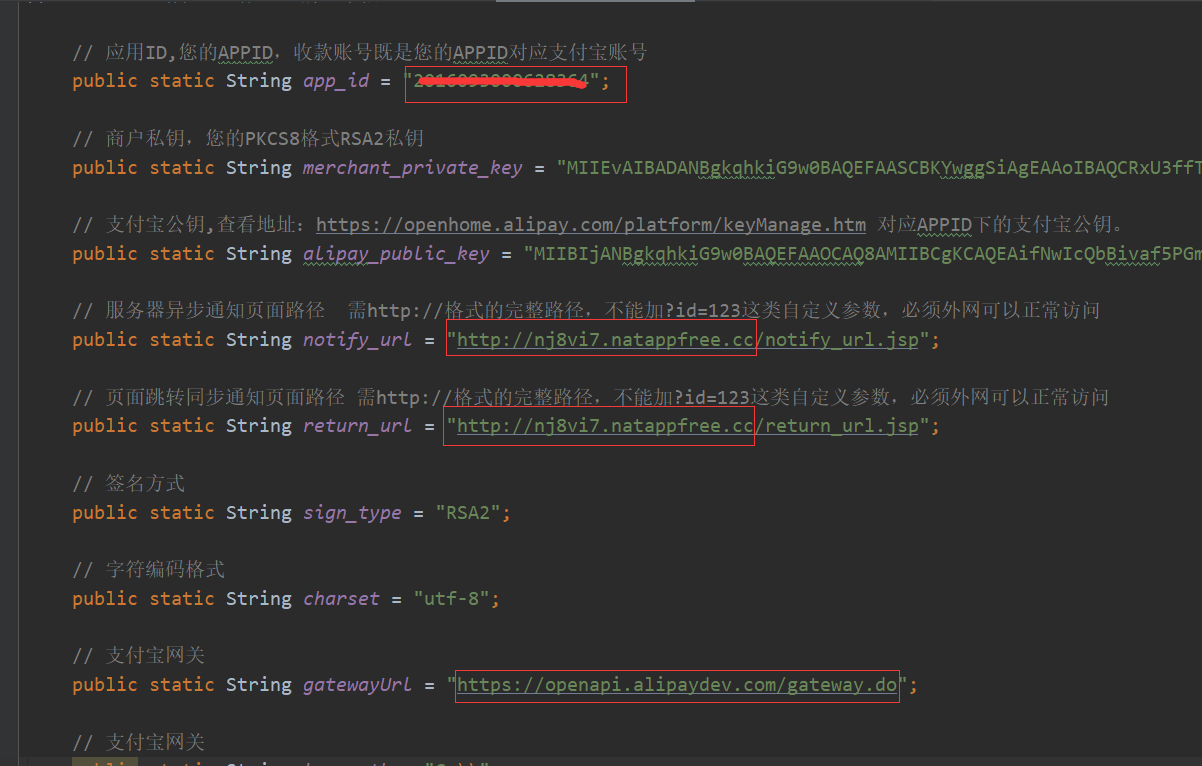 // 应用ID,您的APPID，收款账号既是您的APPID对应支付宝账号
public static String app_id = "";
// 商户私钥，您的PKCS8格式RSA2私钥
public static String merchant_private_key = "MIIEvAIBADANBgkqhkiG9w0BAQEFAASCBKYwggSiAgEAAoIBAQCRxU3ffT
// 支付宝公钥,查看地址：https://openhome.alipay.com/platform/keyManage.htm 对应APPID下的支付宝公钥。
public static String alipay_public_key = "MIIBIjANBgkqhkiG9w0BAQEFAAOCAQ8AMIIBCgKCAQEAifNwIcQbBivaf5PGm
// 服务器异步通知页面路径  需http://格式的完整路径，不能加?id=123这类自定义参数，必须外网可以正常访问
public static String notify_url = "http://nj8vi7.natappfree.cc/notify_url.jsp";
// 页面跳转同步通知页面路径 需http://格式的完整路径，不能加?id=123这类自定义参数，必须外网可以正常访问
public static String return_url = "http://nj8vi7.natappfree.cc/return_url.jsp";
// 签名方式
public static String sign_type = "RSA2";
// 字符编码格式
public static String charset = "utf-8";
// 支付宝网关
public static String gatewayUrl = "https://openapi.alipaydev.com/gateway.do";
// 支付宝网关